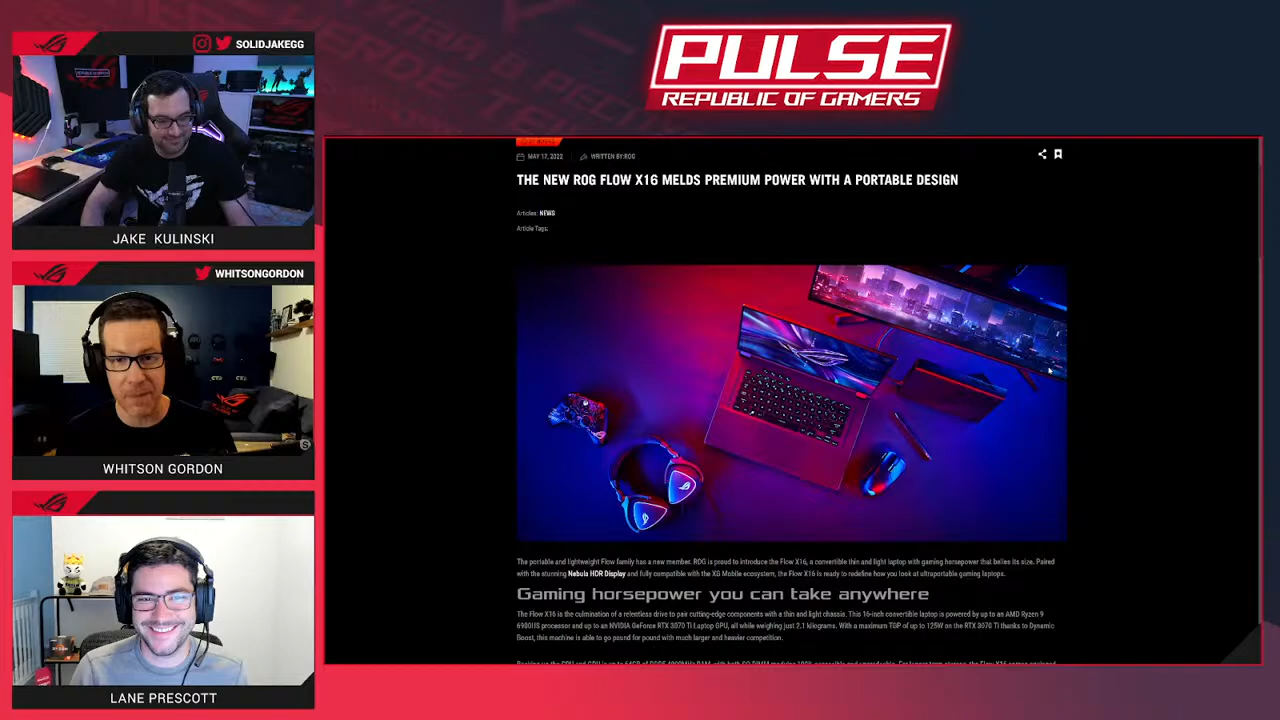 SOLIDJAKEGG
JAKE KULINSKI
WHITSONGORDON
WHITSON GORDON
LANE PRESCOTT
PULSE
REPUBLIC OF GAMERS
MAY 17, 2022 WRITTEN BY:ROG
THE NEW ROG FLOW X16 MELDS PREMIUM POWER WITH A PORTABLE DESIGN
Articles: NEWS
Article Tags:
The portable and lightweight Flow family has a new member. ROG is proud to introduce the Flow X16, a convertible thin and light laptop with gaming horsepower that belies its size. Paired
with the stunning Nebula HDR Display and fully compatible with the XG Mobile ecosystem, the Flow X16 is ready to redefine how you look at ultraportable gaming laptops.
Gaming horsepower you can take anywhere
The Flow X16 is the culmination of a relentless drive to pair cutting-edge components with a thin and light chassis. This 16-inch convertible laptop is powered by up to an AMD Ryzen 9
6900HS processor and up to an NVIDIA GeForce RTX 3070 Ti Laptop GPU, all while weighing just 2.1 kilograms. With a maximum TGP of up to 125W on the RTX 3070 Ti thanks to Dynamic
Boost, this machine is able to go pound for pound with much larger and heavier competition.